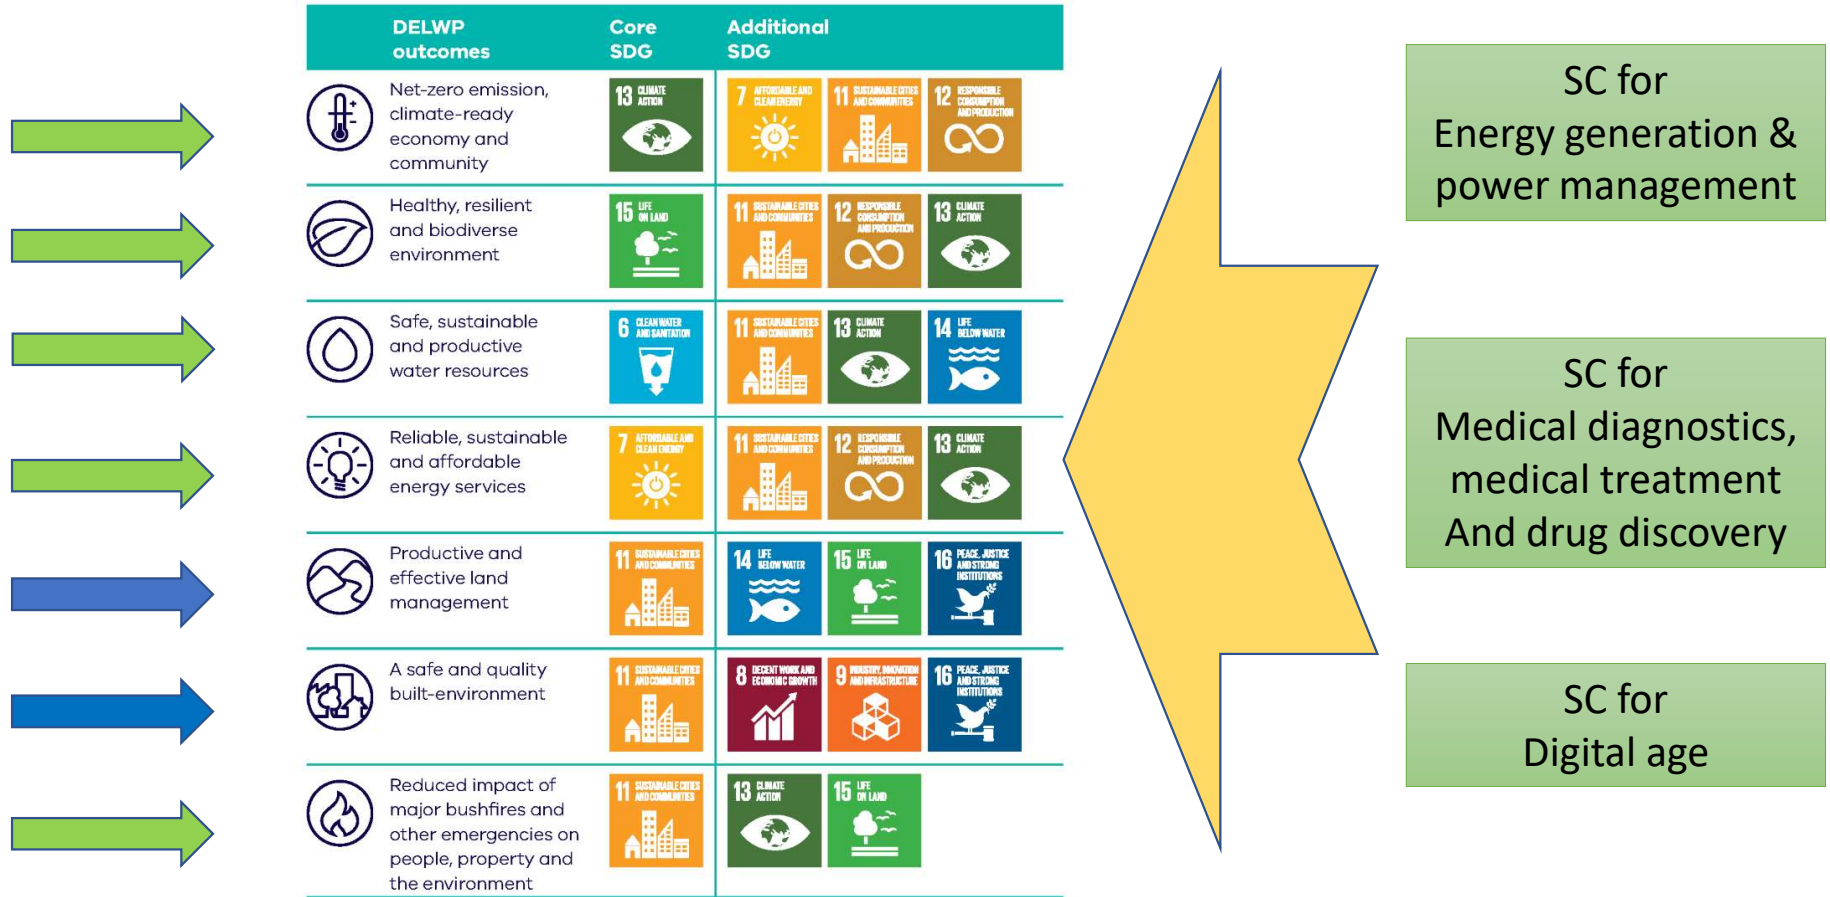 DELWP
outcomes
Core
SDG
Additional
SDG
Net-zero emission,
climate-ready
economy and
community
13 CLIMATE
ACTION
7 AFFORDABLE AND
CLEAN ENERGY
11 SUSTAINABLE CITIES
AND COMMUNITIES
12 RESPONSIBLE
CONSUMPTION
AND PRODUCTION
Healthy, resilient
and biodiverse
environment
15 LIFE
ON LAND
11 SUSTAINABLE CITIES
AND COMMUNITIES
12 RESPONSIBLE
CONSUMPTION
AND PRODUCTION
13 CLIMATE
ACTION
Safe, sustainable
and productive
water resources
6 CLEAN WATER
AND SANITATION
11 SUSTAINABLE CITIES
AND COMMUNITIES
13 CLIMATE
ACTION
14 LIFE
BELOW WATER
Reliable, sustainable
and affordable
energy services
7 AFFORDABLE AND
CLEAN ENERGY
11 SUSTAINABLE CITIES
AND COMMUNITIES
12 RESPONSIBLE
CONSUMPTION
AND PRODUCTION
13 CLIMATE
ACTION
Productive and
effective land
management
11 SUSTAINABLE CITIES
AND COMMUNITIES
14 LIFE
BELOW WATER
15 LIFE
ON LAND
16 PEACE, JUSTICE
AND STRONG
INSTITUTIONS
A safe and quality
built-environment
11 SUSTAINABLE CITIES
AND COMMUNITIES
8 DECENT WORK AND
ECONOMIC GROWTH
9 INDUSTRY, INNOVATION
AND INFRASTRUCTURE
16 PEACE, JUSTICE
AND STRONG
INSTITUTIONS
Reduced impact of
major bushfires and
other emergencies on
people, property and
the environment
11 SUSTAINABLE CITIES
AND COMMUNITIES
13 CLIMATE
ACTION
15 LIFE
ON LAND
SC for
Energy generation &
power management
SC for
Medical diagnostics,
medical treatment
And drug discovery
SC for
Digital age